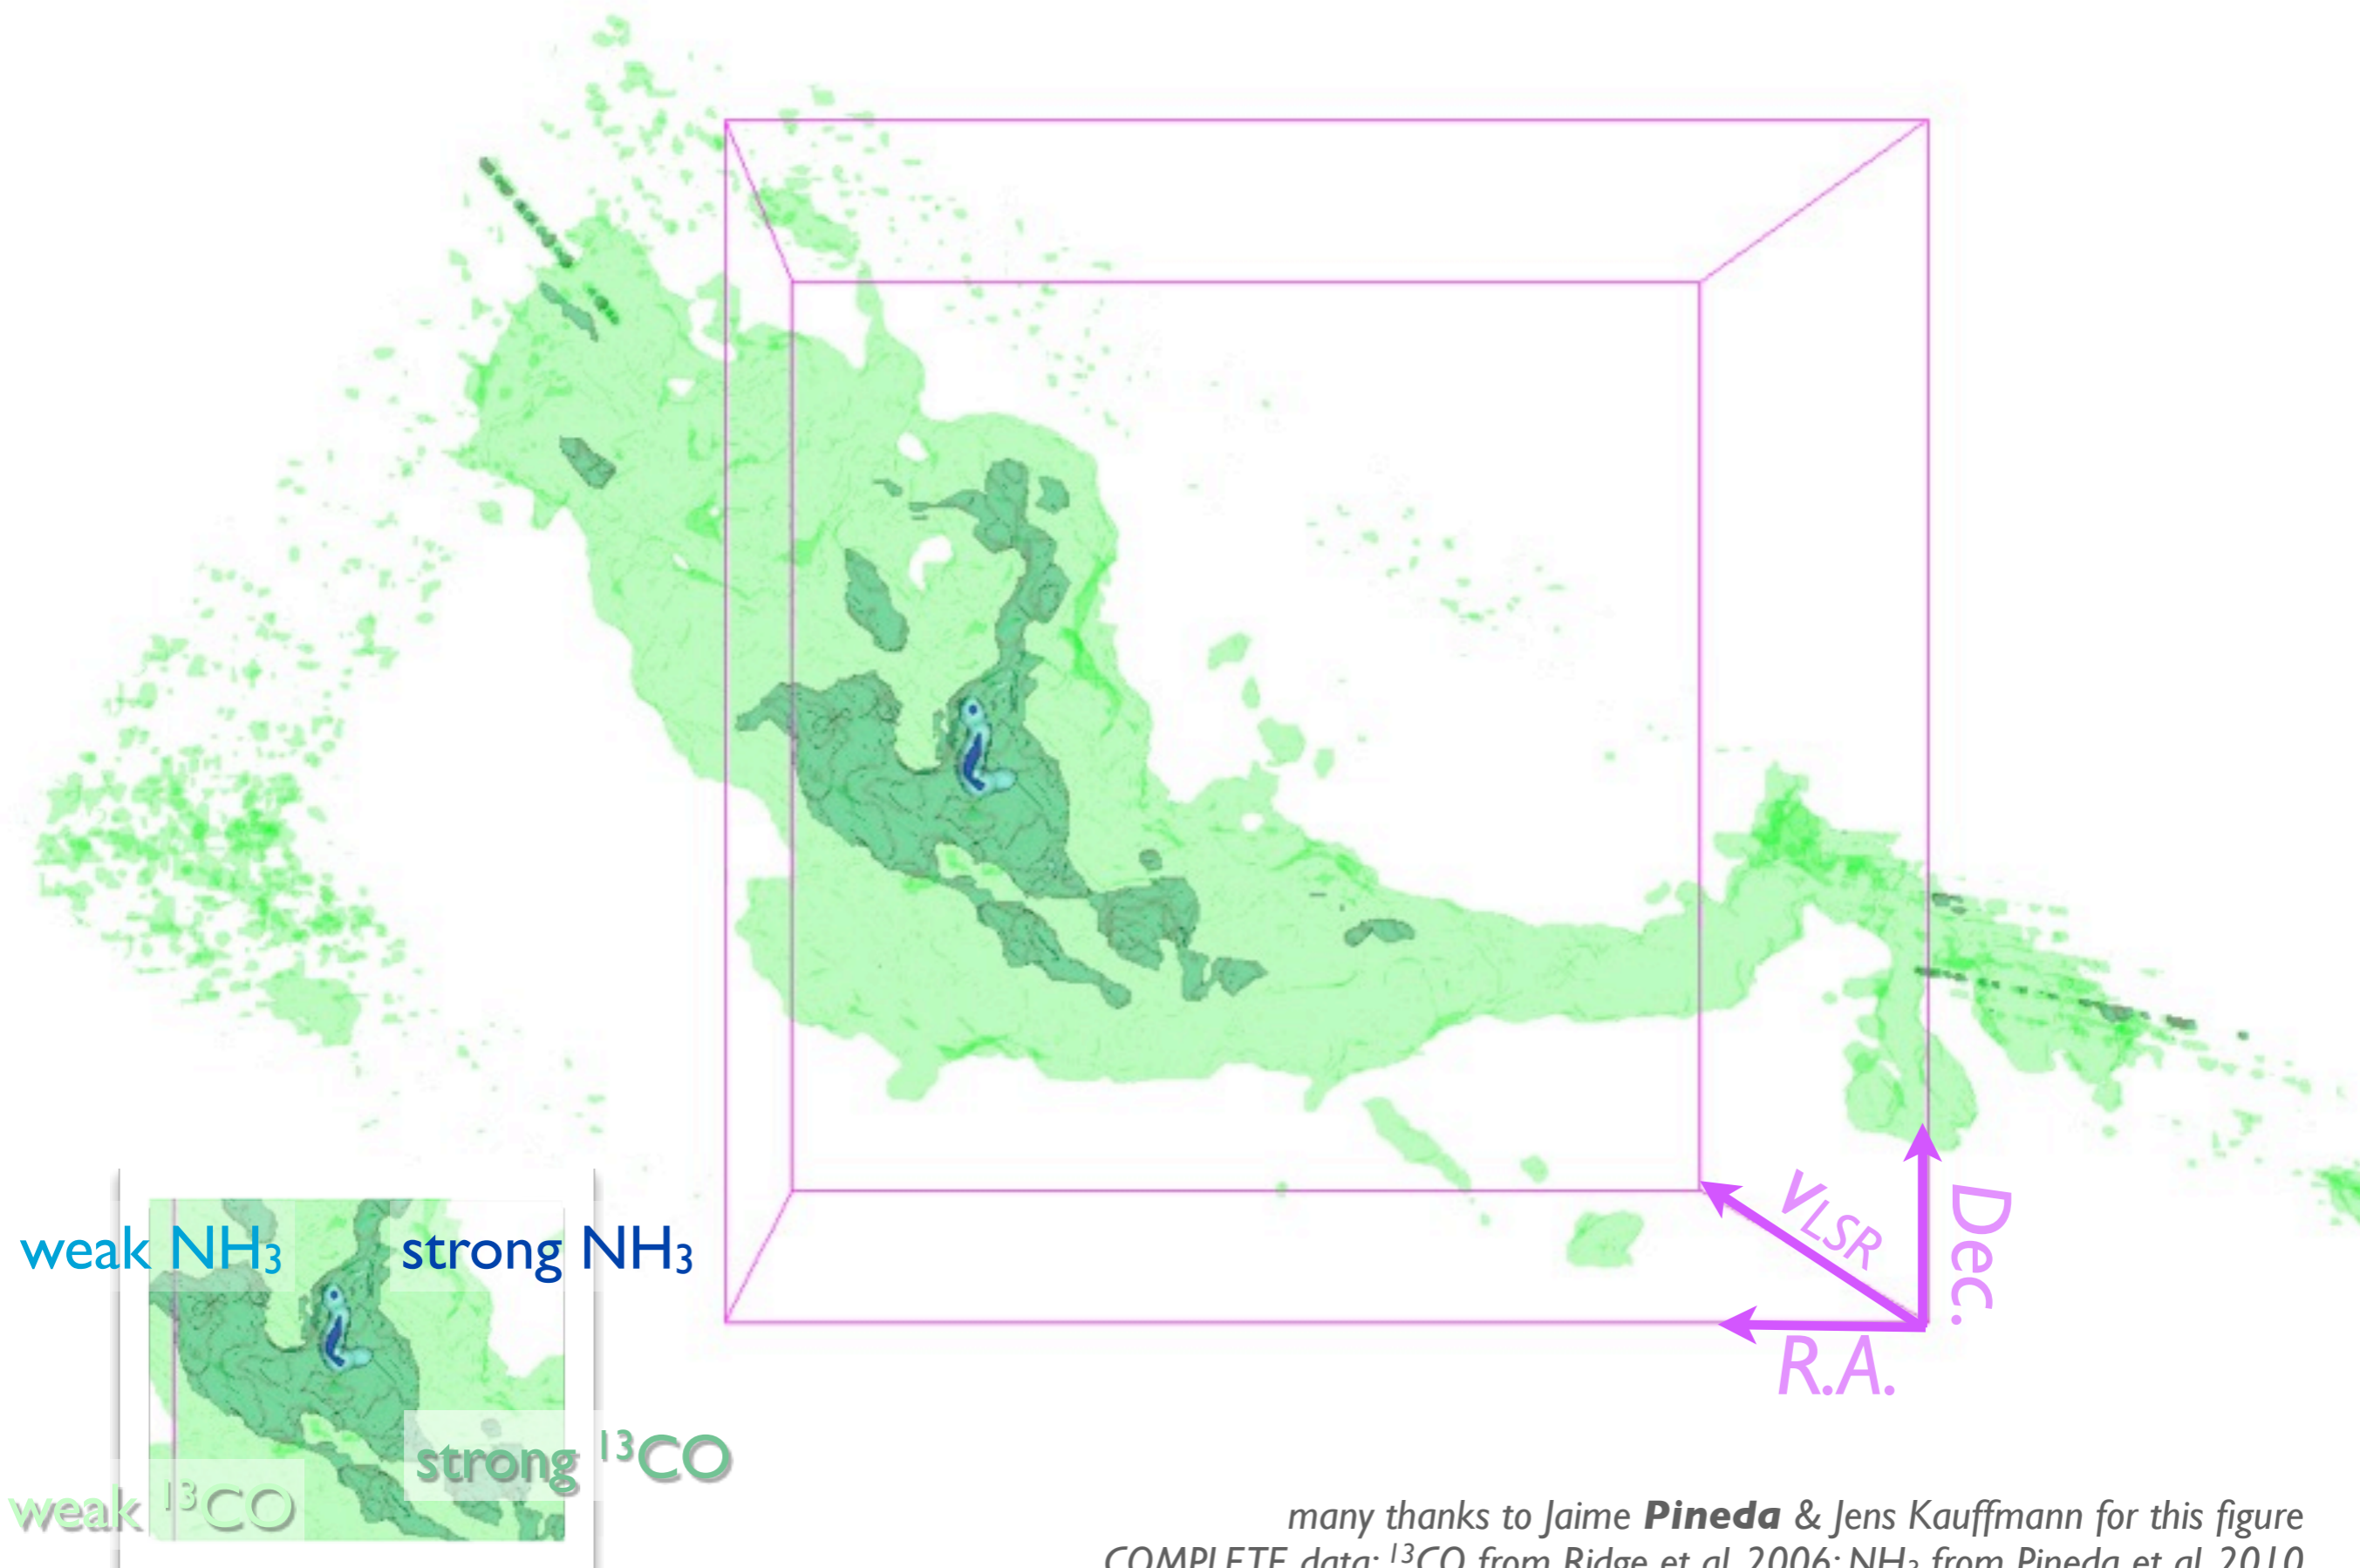 VLSR
Dec.
R.A.
weak NH₃
strong NH₃
strong ¹³CO
weak ¹³CO
many thanks to Jaime Pineda & Jens Kauffmann for this figure
COMPLETE data: ¹³CO from Ridge et al. 2006; NH₃ from Pineda et al. 2010